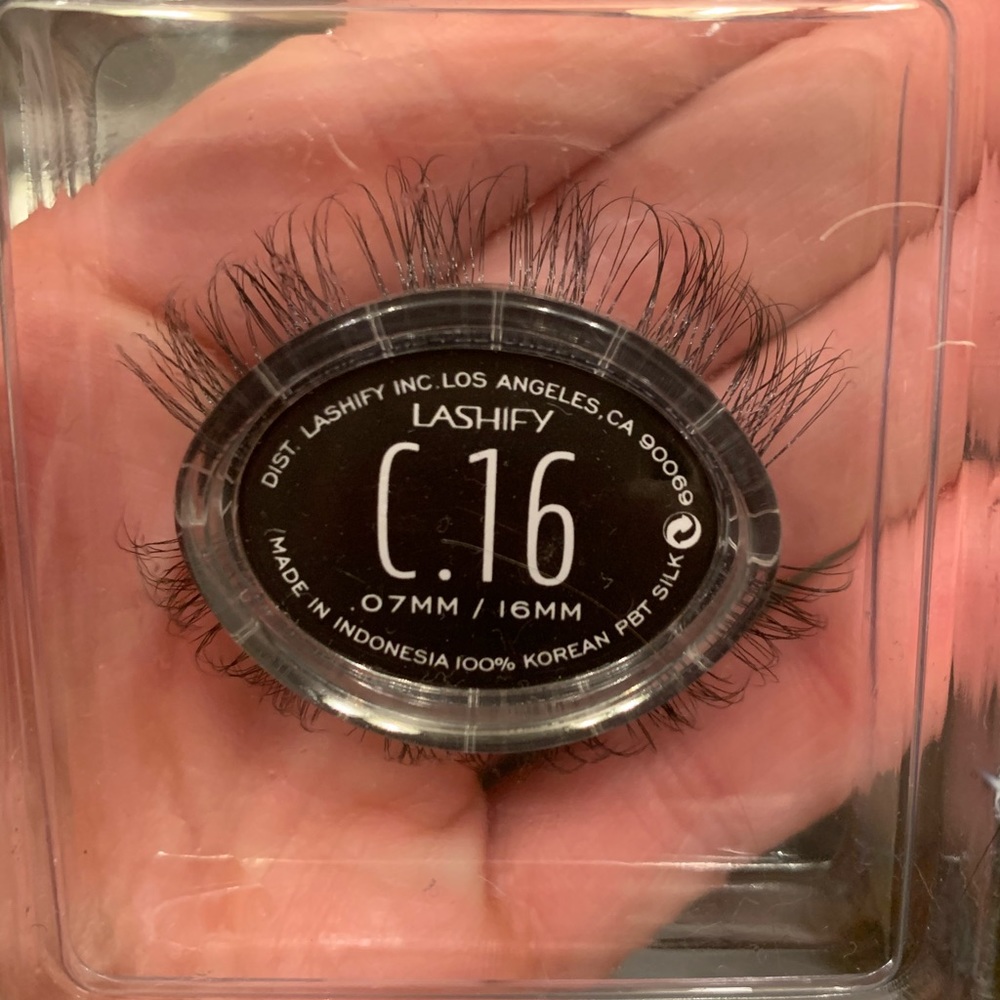 DIST. LASHIFY INC.LOS ANGELES,CA 90069
LASHIFY
C.16
.07MM / 16MM
(MADE IN INDONESIA 100% KOREAN PBT SILK